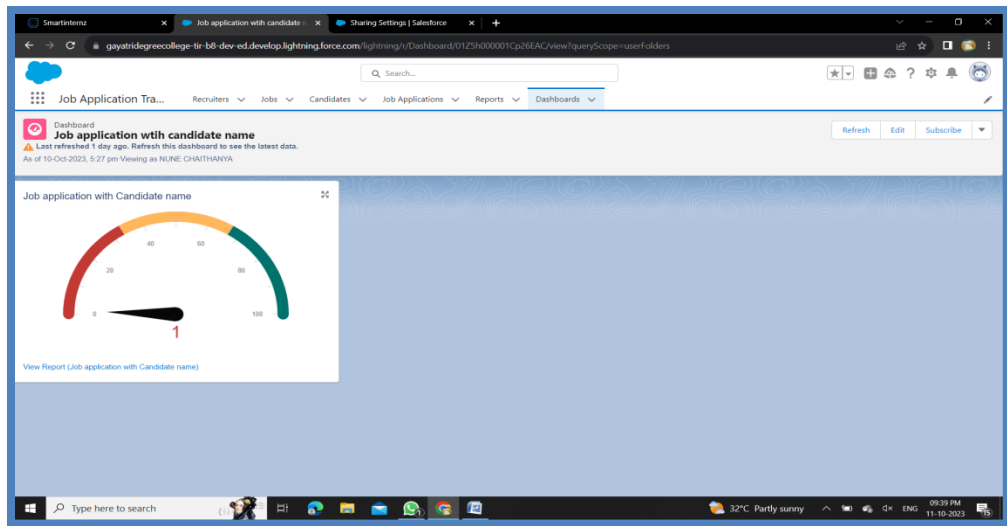 Smartinternz
Job application wtih candidate n
Sharing Settings | Salesforce
gayatridegreecollege-tir-b8-dev-ed.develop.lightning.force.com/lightning/r/Dashboard/01Z5h000001Cp26EAC/view?queryScope=userFolders
Search...
Job Application Tra... Recruiters Jobs Candidates Job Applications Reports Dashboards
Dashboard
Job application wtih candidate name
Last refreshed 1 day ago. Refresh this dashboard to see the latest data.
As of 10-Oct-2023, 5:27 pm·Viewing as NUNE CHAITHANYA
Refresh Edit Subscribe
Job application with Candidate name
40 60
20 80
0 100
1
View Report (Job application with Candidate name)
Type here to search
32°C Partly sunny
ENG
09:39 PM
11-10-2023
15